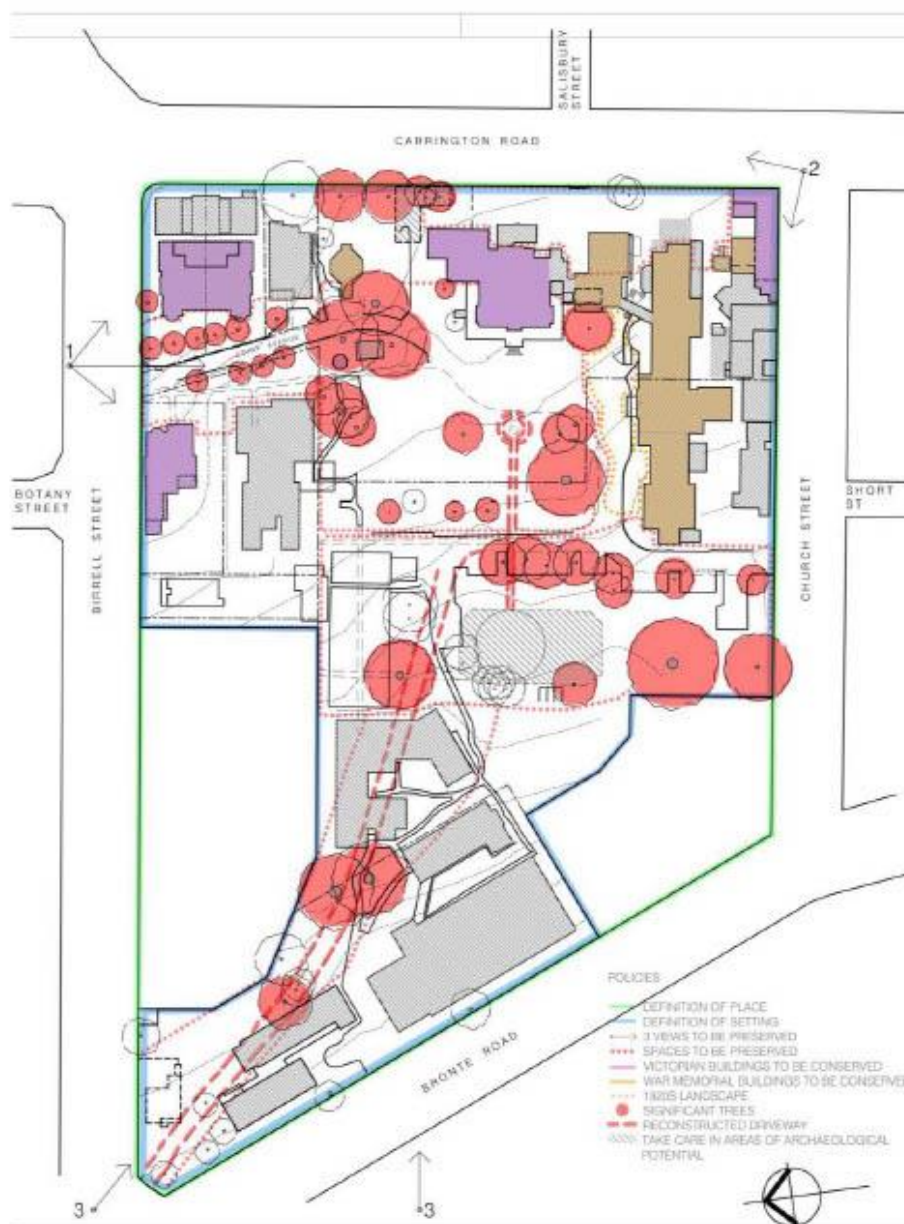 SALISBURY
STREET
CARRINGTON ROAD
2
1
BOTANY
STREET
BIRRELL STREET
SHORT
ST
CHURCH STREET
BRONTE ROAD
POLICIES
DEFINITION OF PLACE
DEFINITION OF SETTING
3 VIEWS TO BE PRESERVED
SPACES TO BE PRESERVED
VICTORIAN BUILDINGS TO BE CONSERVED
WAR MEMORIAL BUILDINGS TO BE CONSERVE
1920S LANDSCAPE
SIGNIFICANT TREES
RECONSTRUCTED DRIVEWAY
TAKE CARE IN AREAS OF ARCHAEOLOGICAL
POTENTIAL
3
3